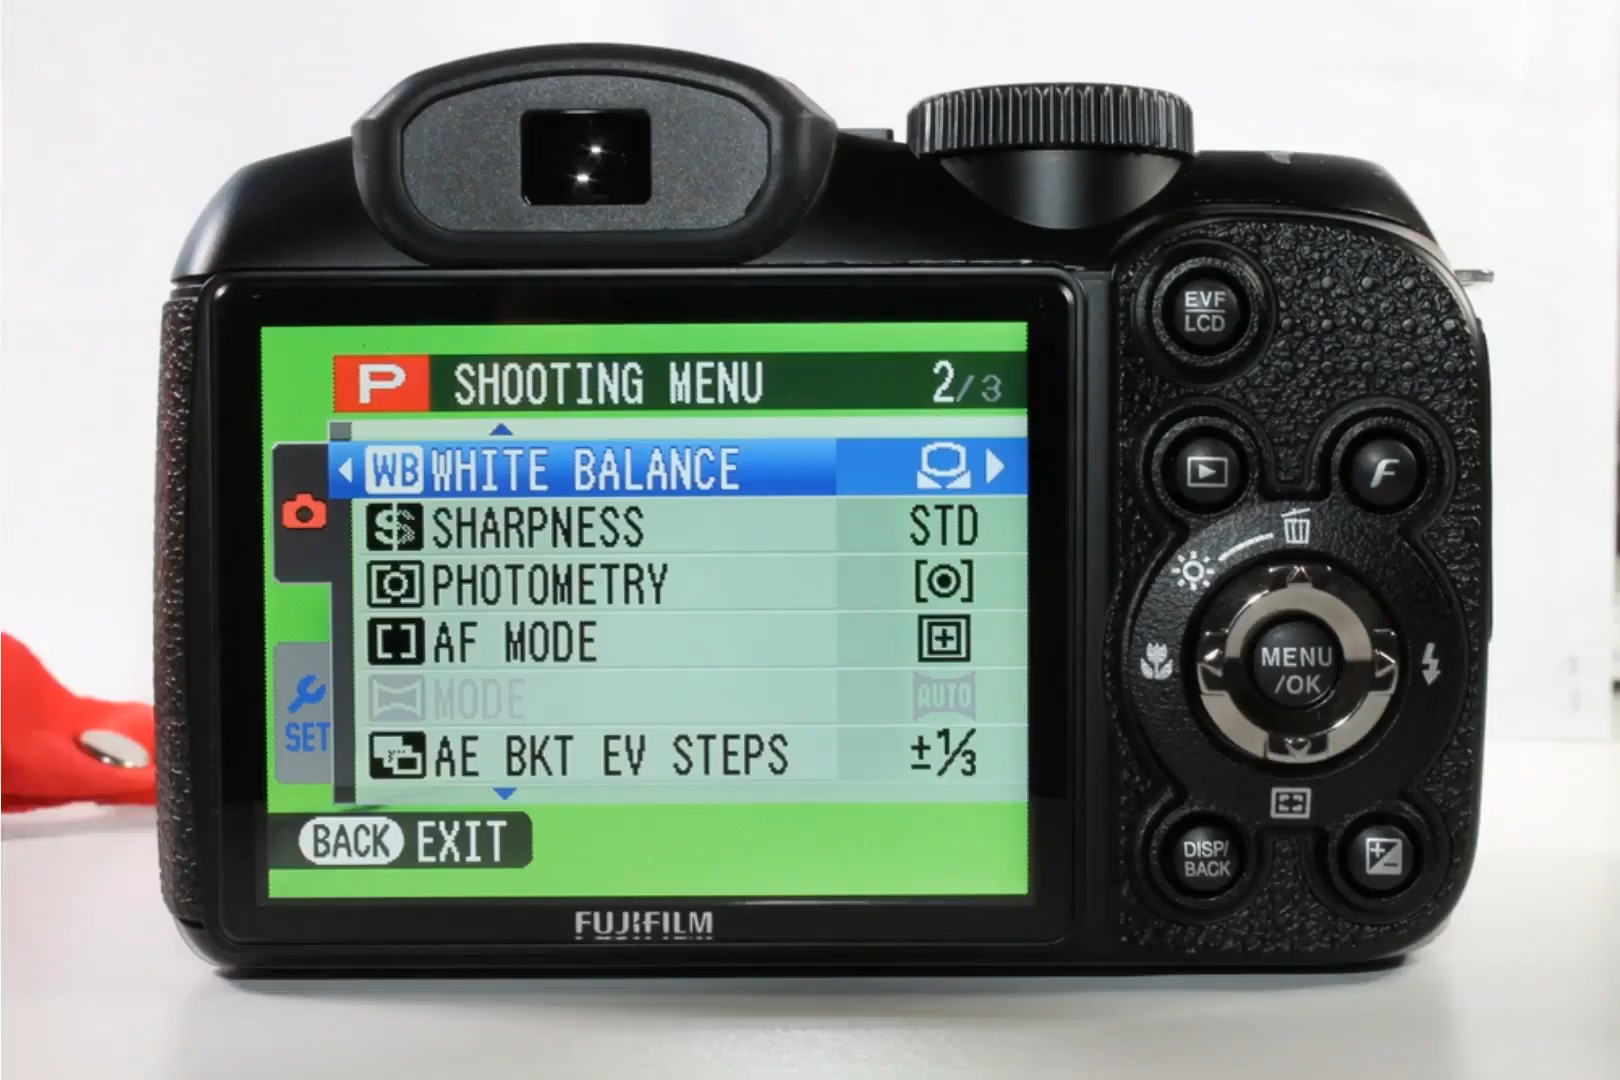 EVF
LCD
P SHOOTING MENU 2/3
WB WHITE BALANCE
S SHARPNESS STD
PHOTOMETRY
AF MODE
MODE AUTO
AE BKT EV STEPS ±1/3
SET
BACK EXIT
F
MENU
/OK
DISP/
BACK
FUJIFILM